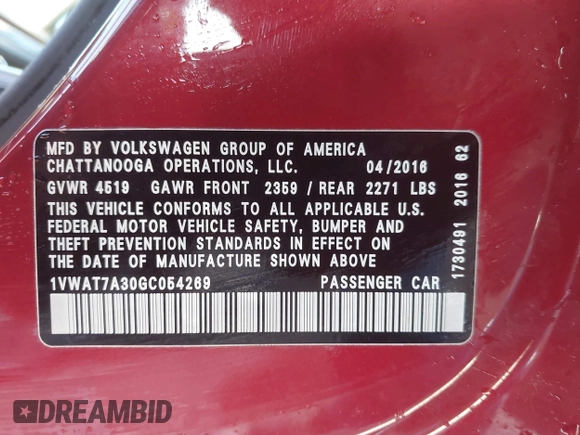 MFD BY VOLKSWAGEN GROUP OF AMERICA
CHATTANOOGA OPERATIONS, LLC. 04/2016
GVWR 4519 GAWR FRONT 2359 / REAR 2271 LBS
THIS VEHICLE CONFORMS TO ALL APPLICABLE U.S.
FEDERAL MOTOR VEHICLE SAFETY, BUMPER AND
THEFT PREVENTION STANDARDS IN EFFECT ON
THE DATE OF MANUFACTURE SHOWN ABOVE
1VWAT7A30GC054269 PASSENGER CAR
1730491 2016 62
DREAMBID